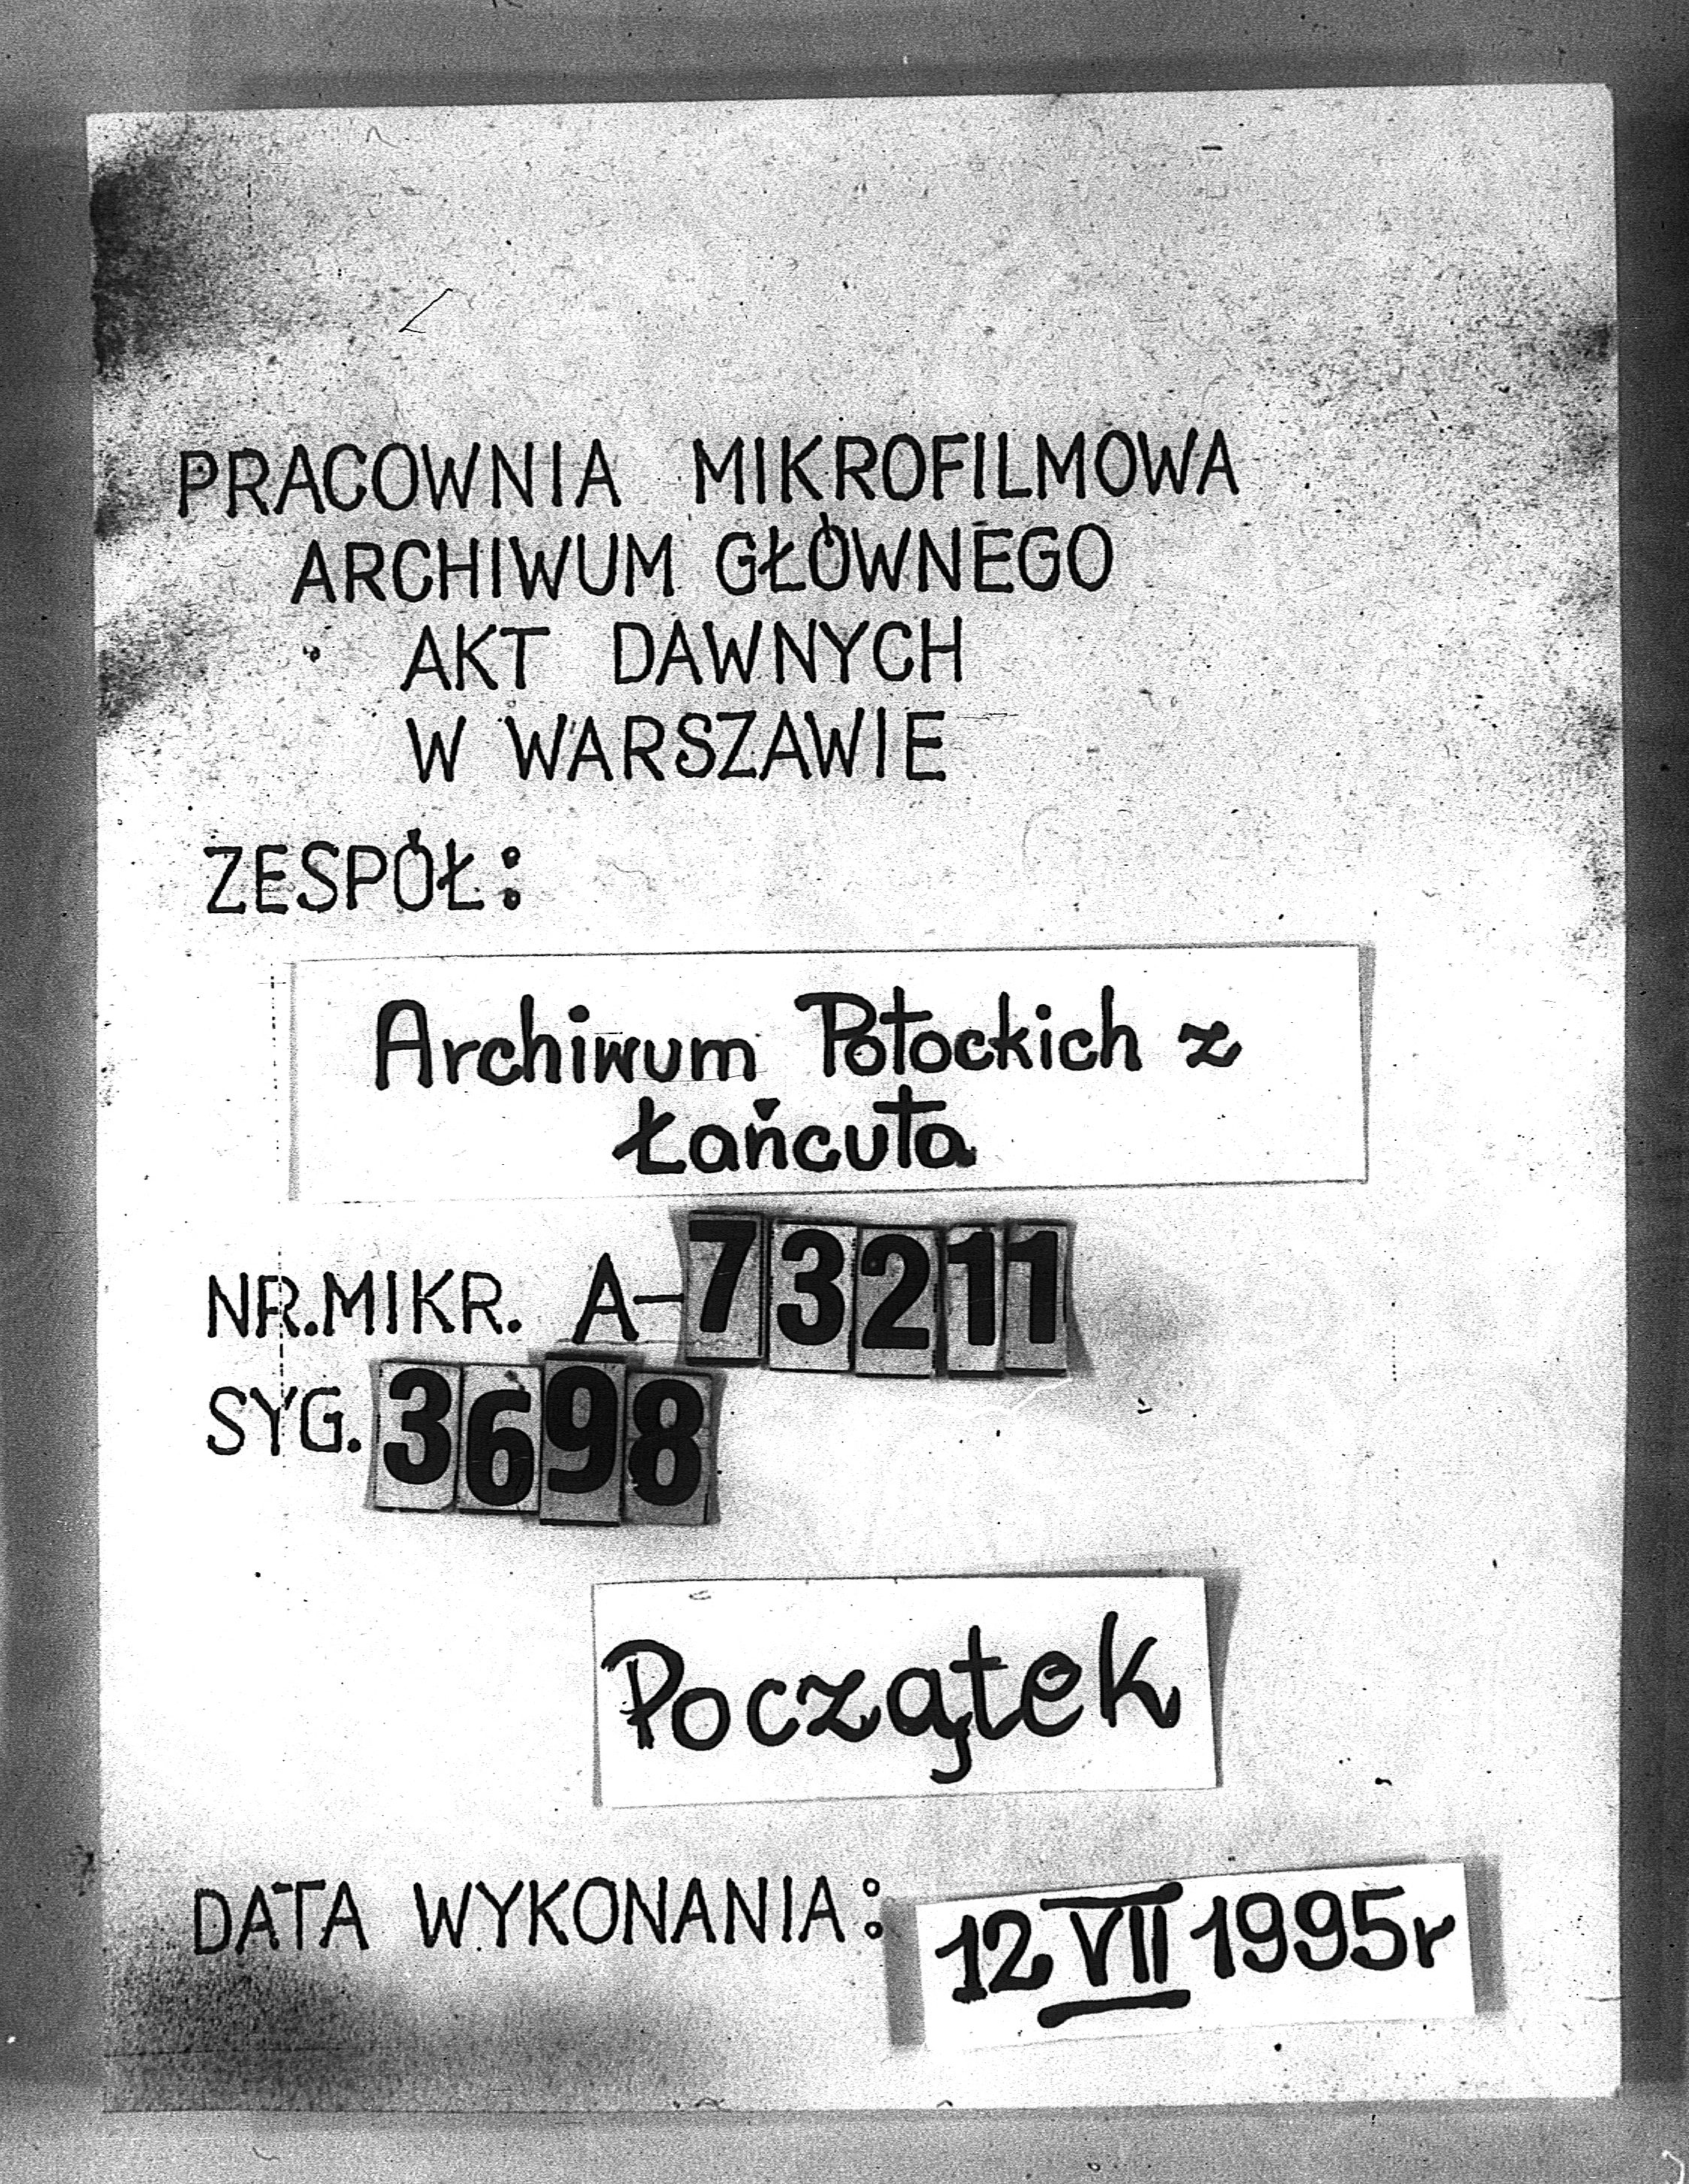 PRACOWNIA MIKROFILMOWA
ARCHIWUM GŁÓWNEGO
AKT DAWNYCH
W WARSZAWIE
ZESPÓŁ:
Archiwum Potockich z
Łańcuta
NR.MIKR. A-73211
SYG. 3698
Początek
DATA WYKONANIA: 12 VII 1995r